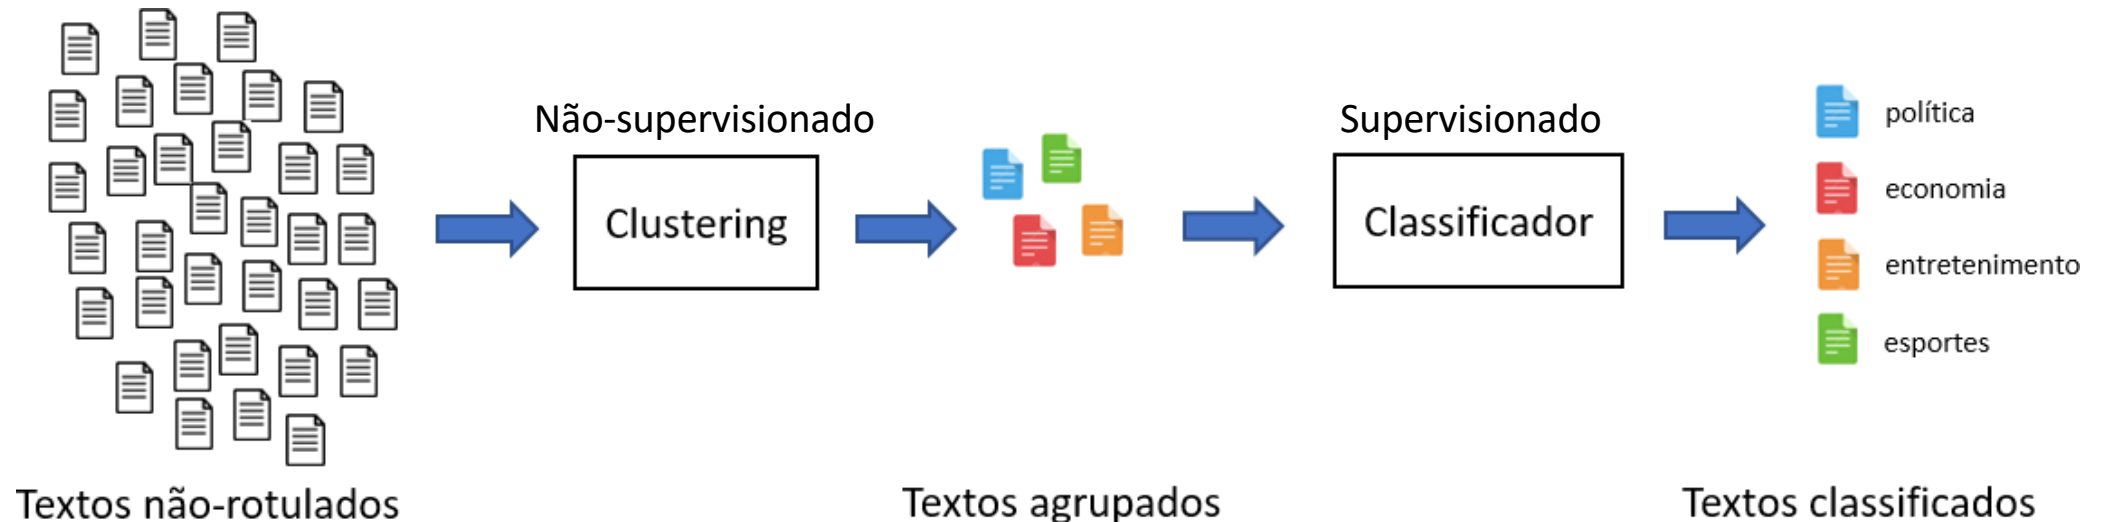 Não-supervisionado
Clustering
Supervisionado
Classificador
política
economia
entretenimento
esportes
Textos não-rotulados
Textos agrupados
Textos classificados